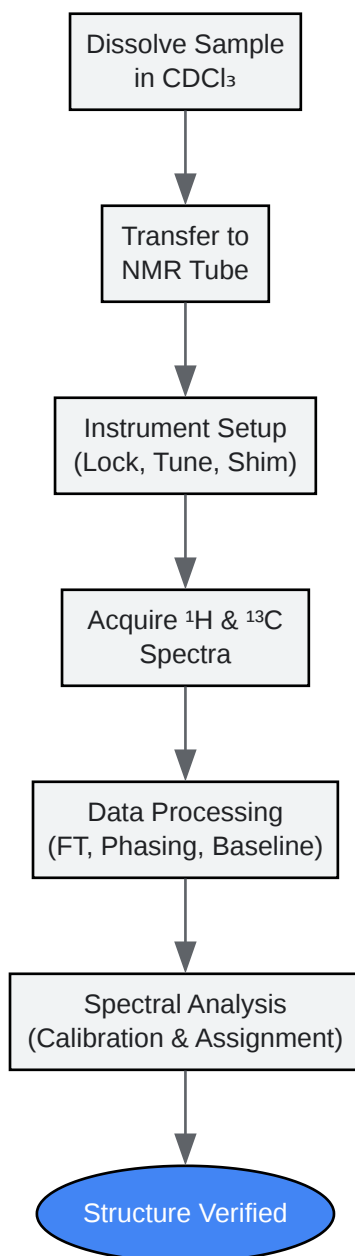 Dissolve Sample
in CDCl₃
Transfer to
NMR Tube
Instrument Setup
(Lock, Tune, Shim)
Acquire ¹H & ¹³C
Spectra
Data Processing
(FT, Phasing, Baseline)
Spectral Analysis
(Calibration & Assignment)
Structure Verified